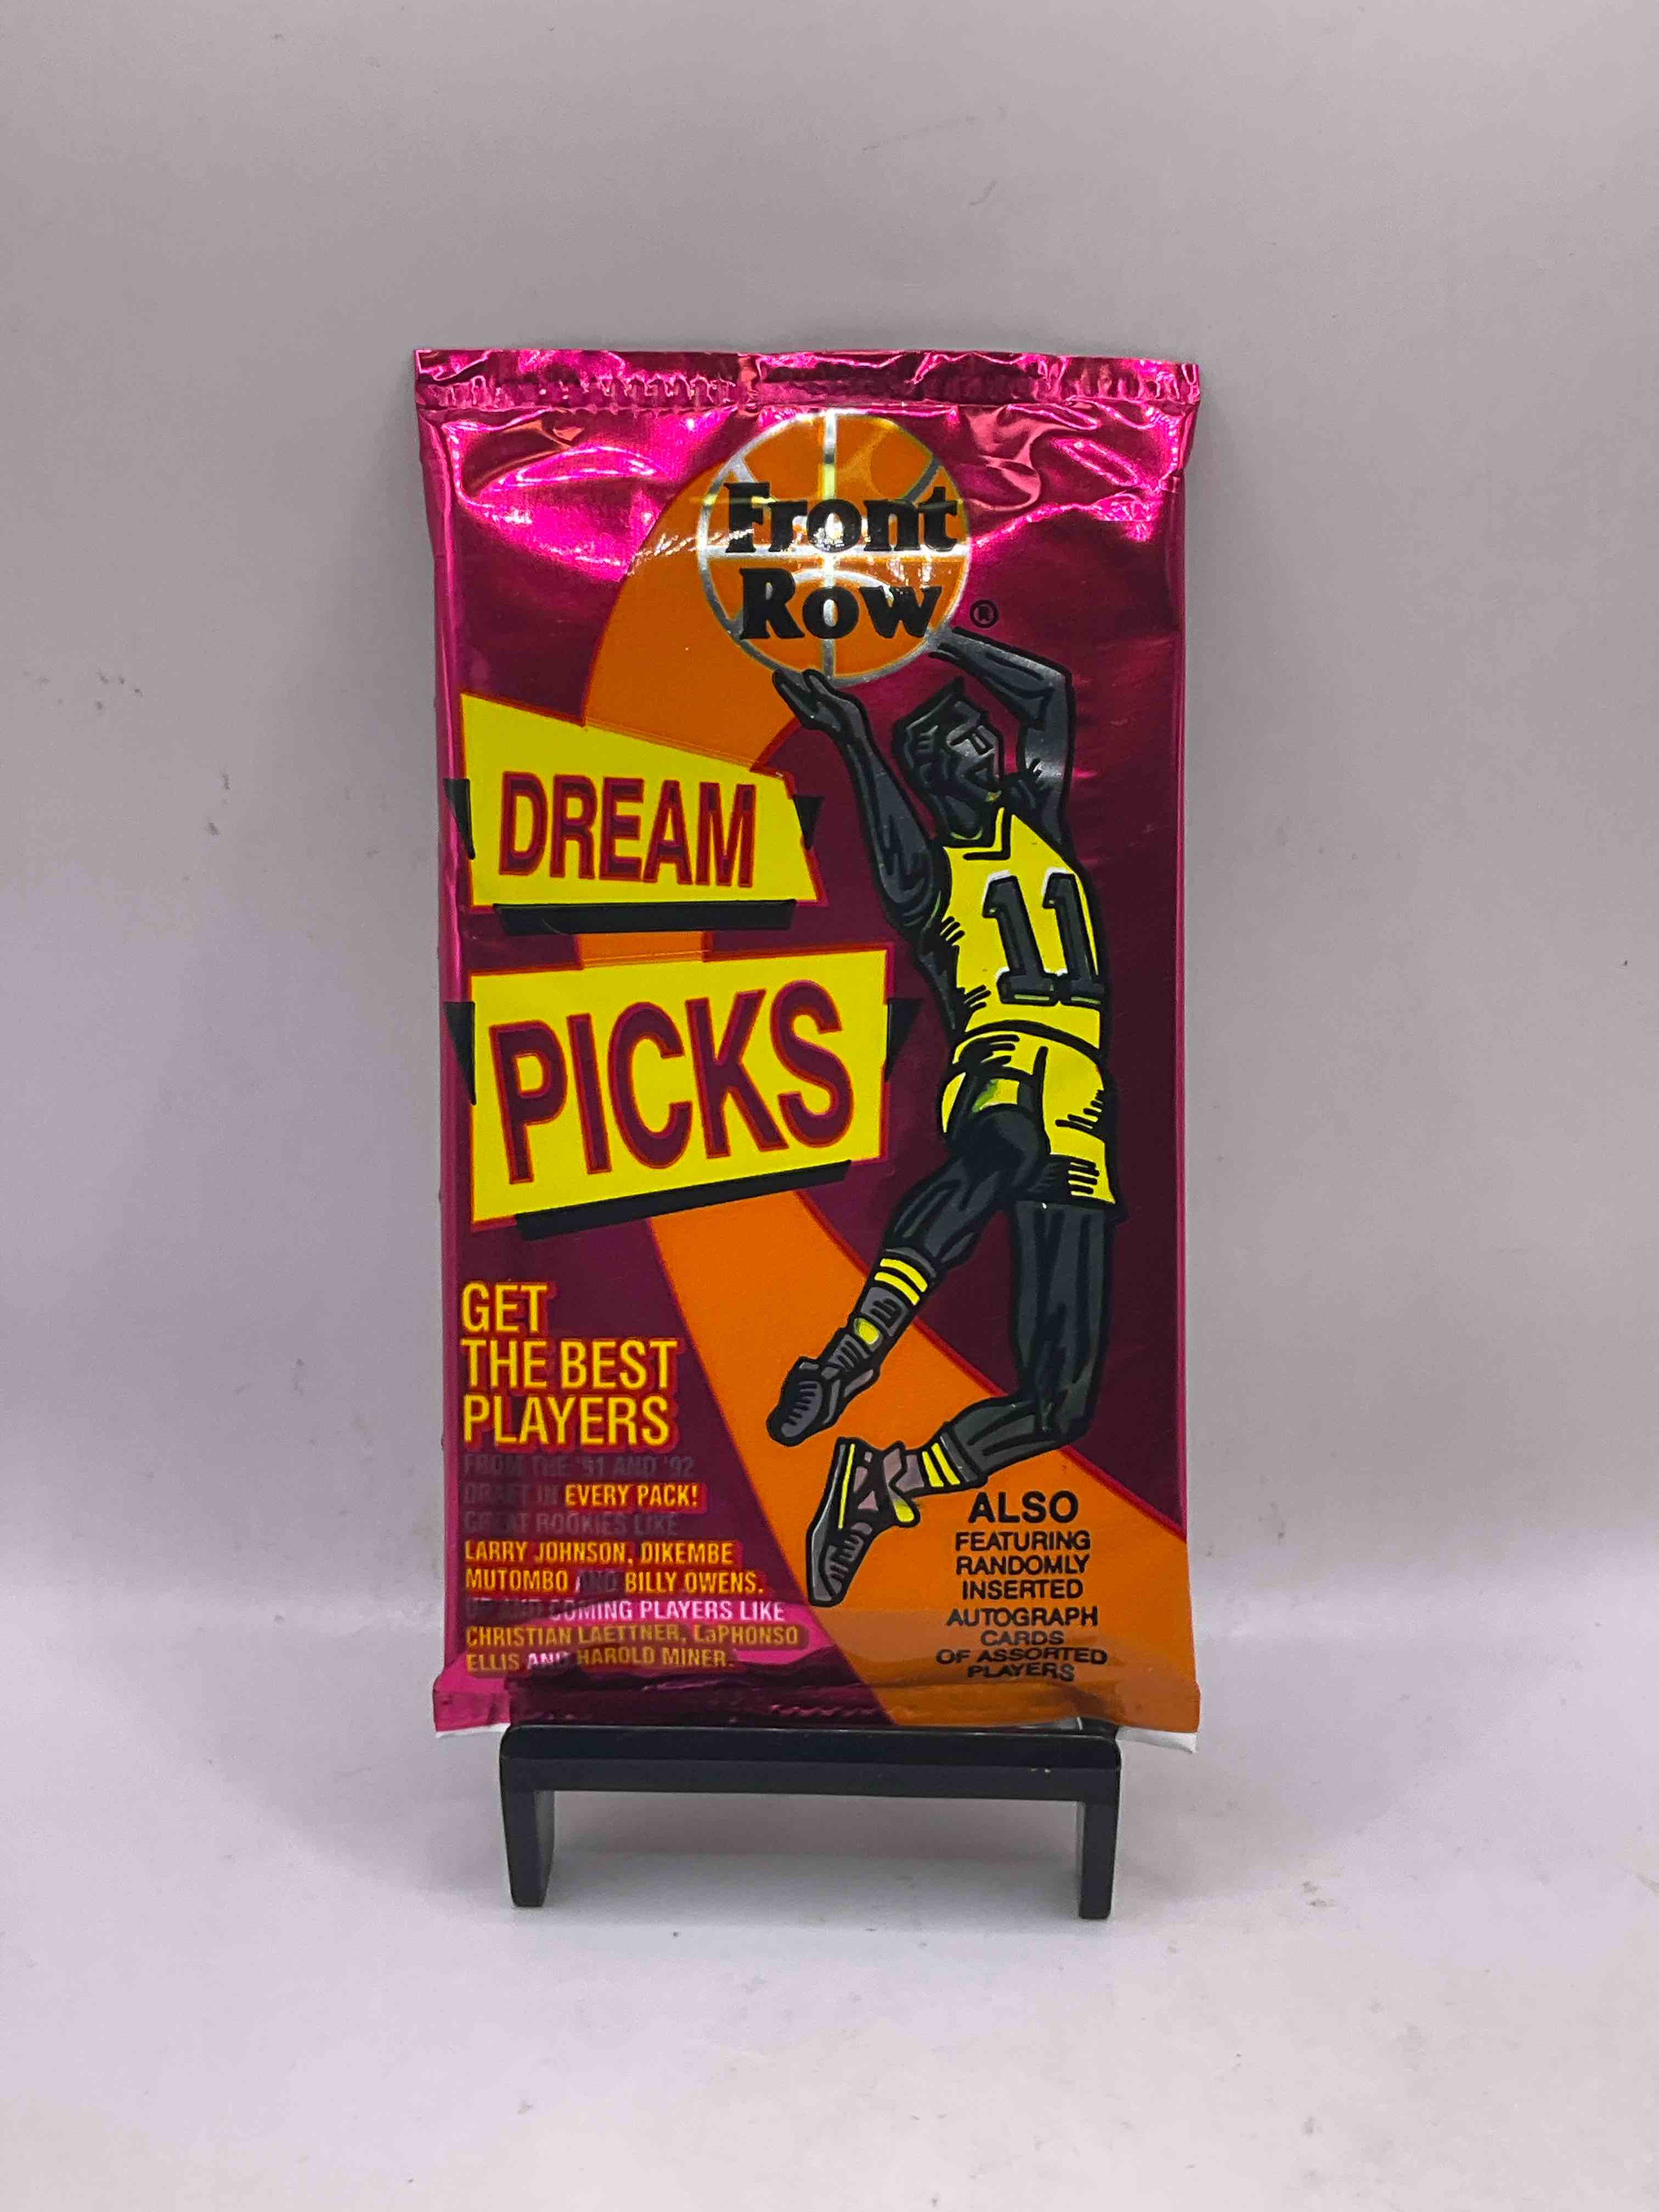 Front
Row
®
DREAM
PICKS
11
GET
THE BEST
PLAYERS
FROM THE '91 AND '92
DRAFT IN EVERY PACK!
GREAT ROOKIES LIKE
LARRY JOHNSON, DIKEMBE
MUTOMBO AND BILLY OWENS.
UP AND COMING PLAYERS LIKE
CHRISTIAN LAETTNER, LaPHONSO
ELLIS AND HAROLD MINER.
ALSO
FEATURING
RANDOMLY
INSERTED
AUTOGRAPH
CARDS
OF ASSORTED
PLAYERS